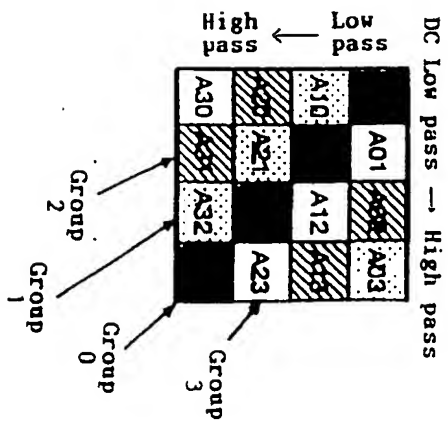 High pass ← Low pass
DC Low pass → High pass
A30 A10
A21 A01
A32 A12
A23 A03
Group 2
Group 1
Group 0
Group 3